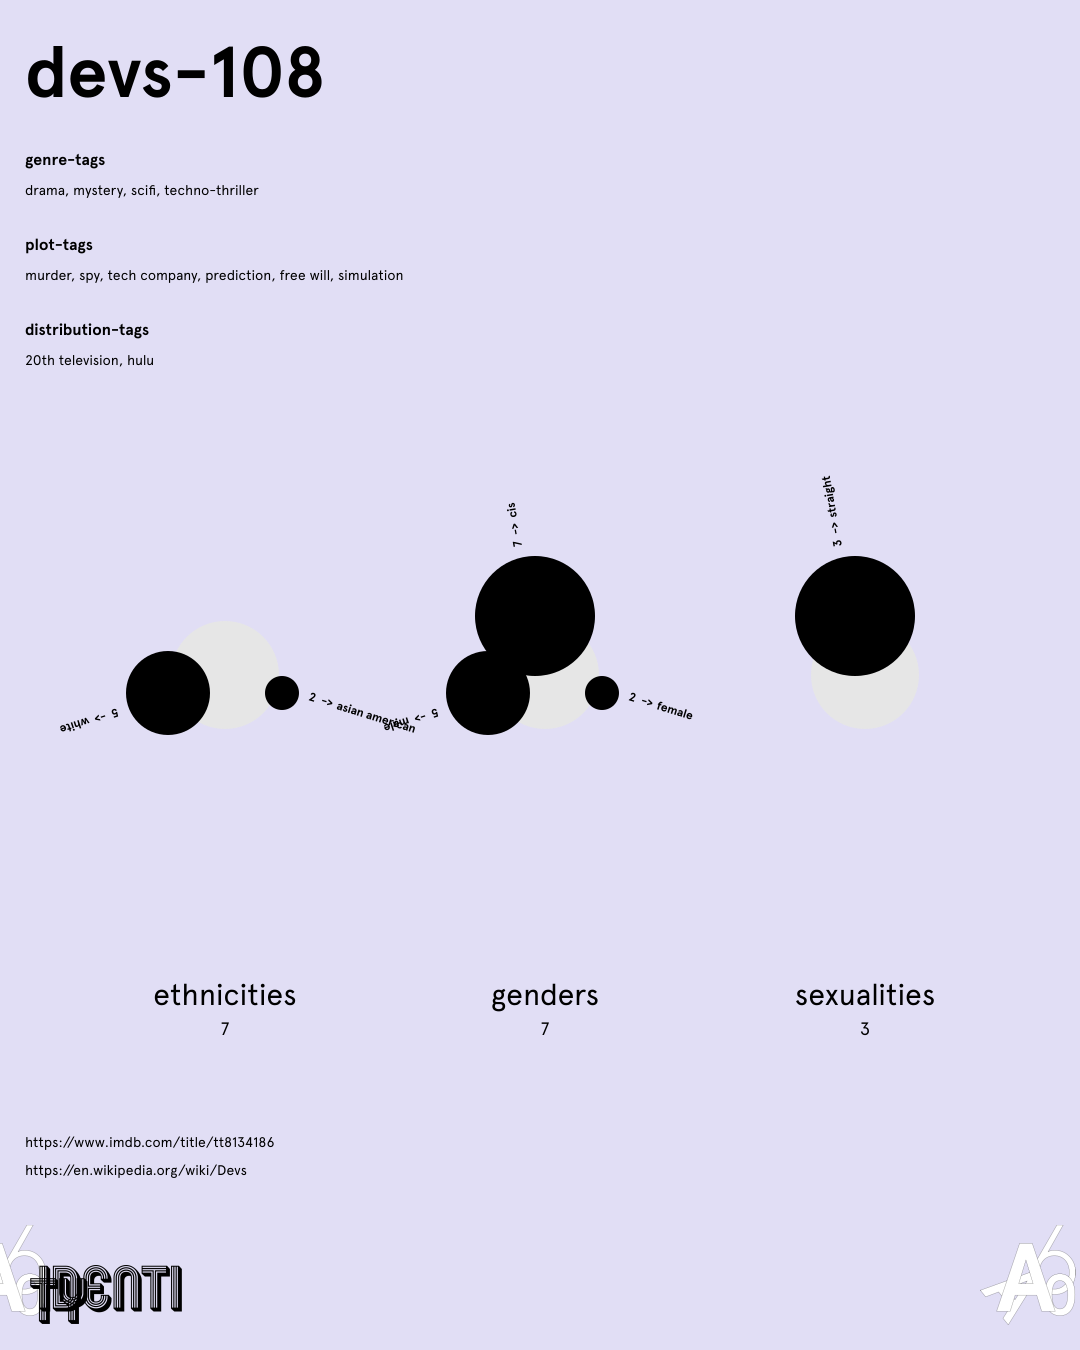 devs-108
genre-tags
drama, mystery, scifi, techno-thriller
plot-tags
murder, spy, tech company, prediction, free will, simulation
distribution-tags
20th television, hulu
7 -> cis
3 -> straight
5 -> white
2 -> asian american
5 -> male
2 -> female
ethnicities
7
genders
7
sexualities
3
https://www.imdb.com/title/tt8134186
https://en.wikipedia.org/wiki/Devs